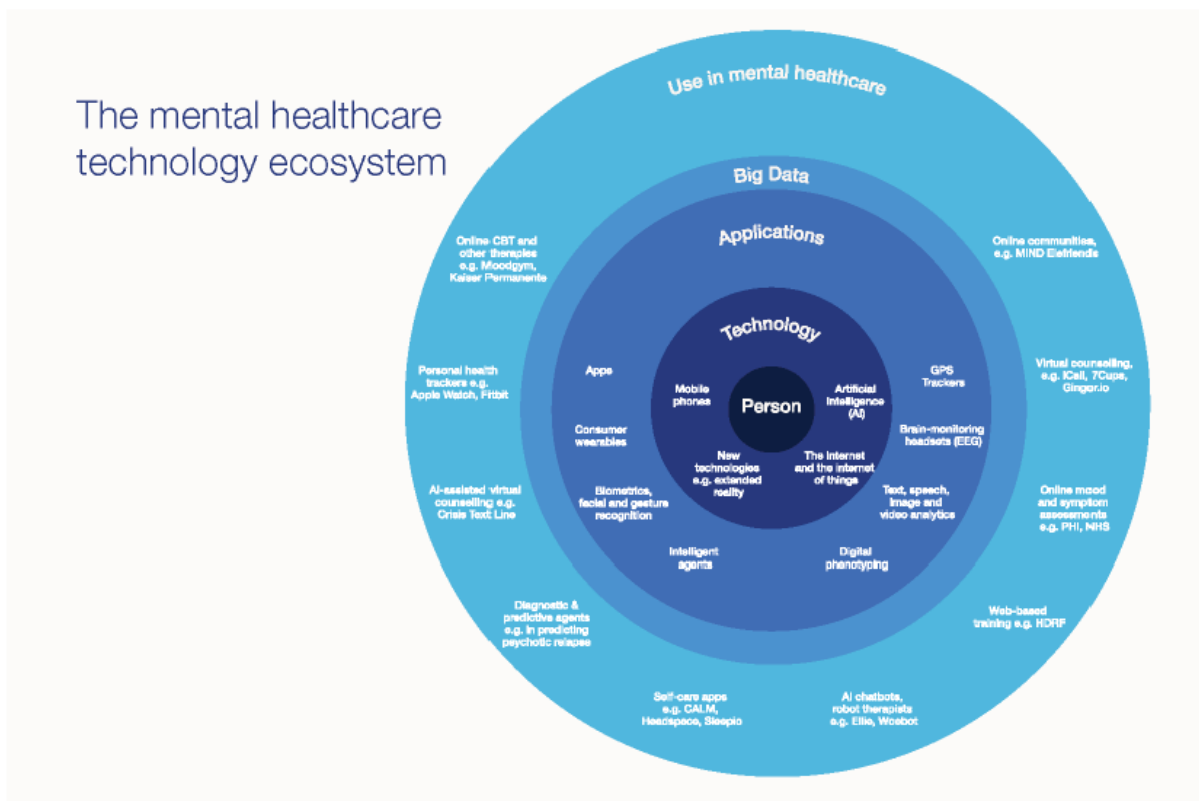 The mental healthcare
technology ecosystem
Use in mental healthcare
Big Data
Applications
Technology
Person
Mobile
phones
Artificial
Intelligence
(AI)
New
technologies
e.g. extended
reality
The Internet
and the internet
of things
Apps
Consumer
wearables
Biometrics,
facial and gesture
recognition
Intelligent
agents
GPS
Trackers
Brain-monitoring
headsets (EEG)
Text, speech,
image and
video analytics
Digital
phenotyping
Online CBT and
other therapies
e.g. Moodgym,
Kaiser Permanente
Personal health
trackers e.g.
Apple Watch, Fitbit
AI-assisted virtual
counselling e.g.
Crisis Text Line
Diagnostic &
predictive agents
e.g. in predicting
psychotic relapse
Self-care apps
e.g. CALM,
Headspace, Sleepio
AI chatbots,
robot therapists
e.g. Ellie, Woebot
Web-based
training e.g. HDRF
Online mood
and symptom
assessments
e.g. PHI, NHS
Virtual counselling,
e.g. iCall, 7Cups,
Ginger.io
Online communities,
e.g. MIND Elefriends